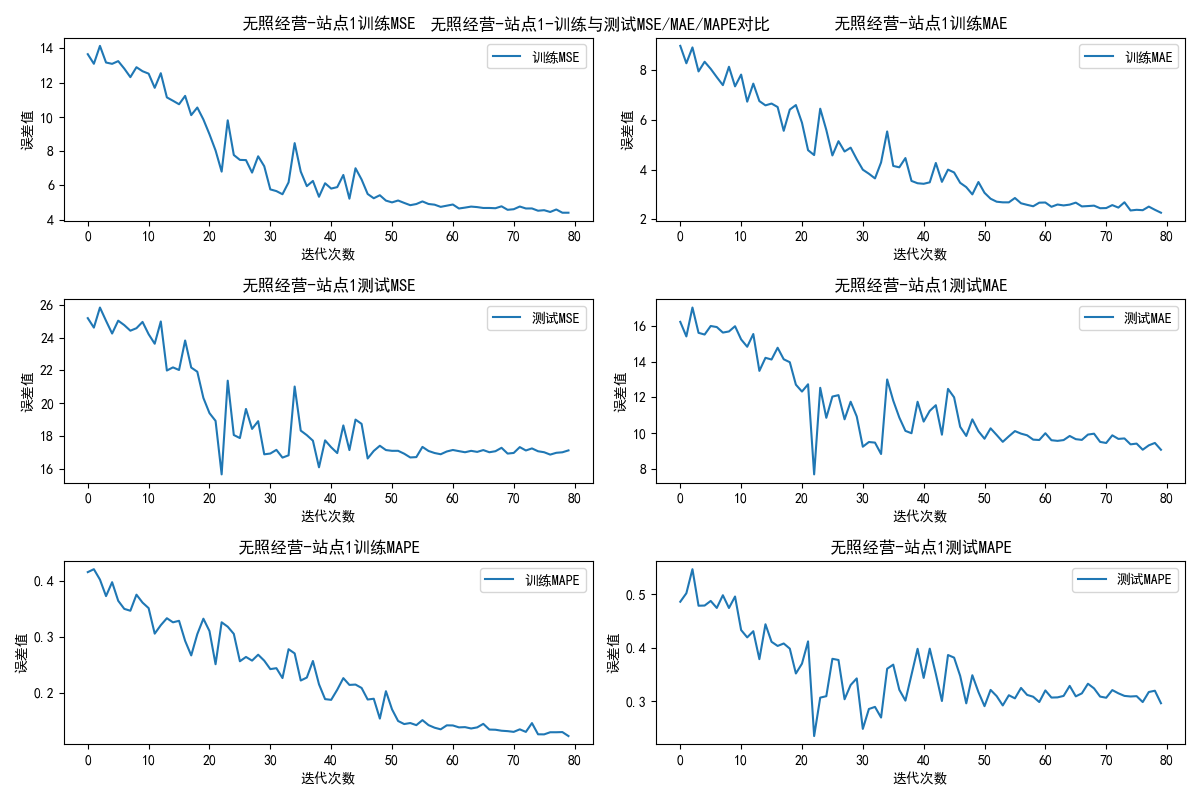 无照经营-站点1-训练与测试MSE/MAE/MAPE对比
无照经营-站点1训练MSE
训练MSE
误差值
14
12
10
8
6
4
0 10 20 30 40 50 60 70 80
迭代次数
无照经营-站点1训练MAE
训练MAE
误差值
8
6
4
2
0 10 20 30 40 50 60 70 80
迭代次数
无照经营-站点1测试MSE
测试MSE
误差值
26
24
22
20
18
16
0 10 20 30 40 50 60 70 80
迭代次数
无照经营-站点1测试MAE
测试MAE
误差值
16
14
12
10
8
0 10 20 30 40 50 60 70 80
迭代次数
无照经营-站点1训练MAPE
训练MAPE
误差值
0.4
0.3
0.2
0 10 20 30 40 50 60 70 80
迭代次数
无照经营-站点1测试MAPE
测试MAPE
误差值
0.5
0.4
0.3
0 10 20 30 40 50 60 70 80
迭代次数